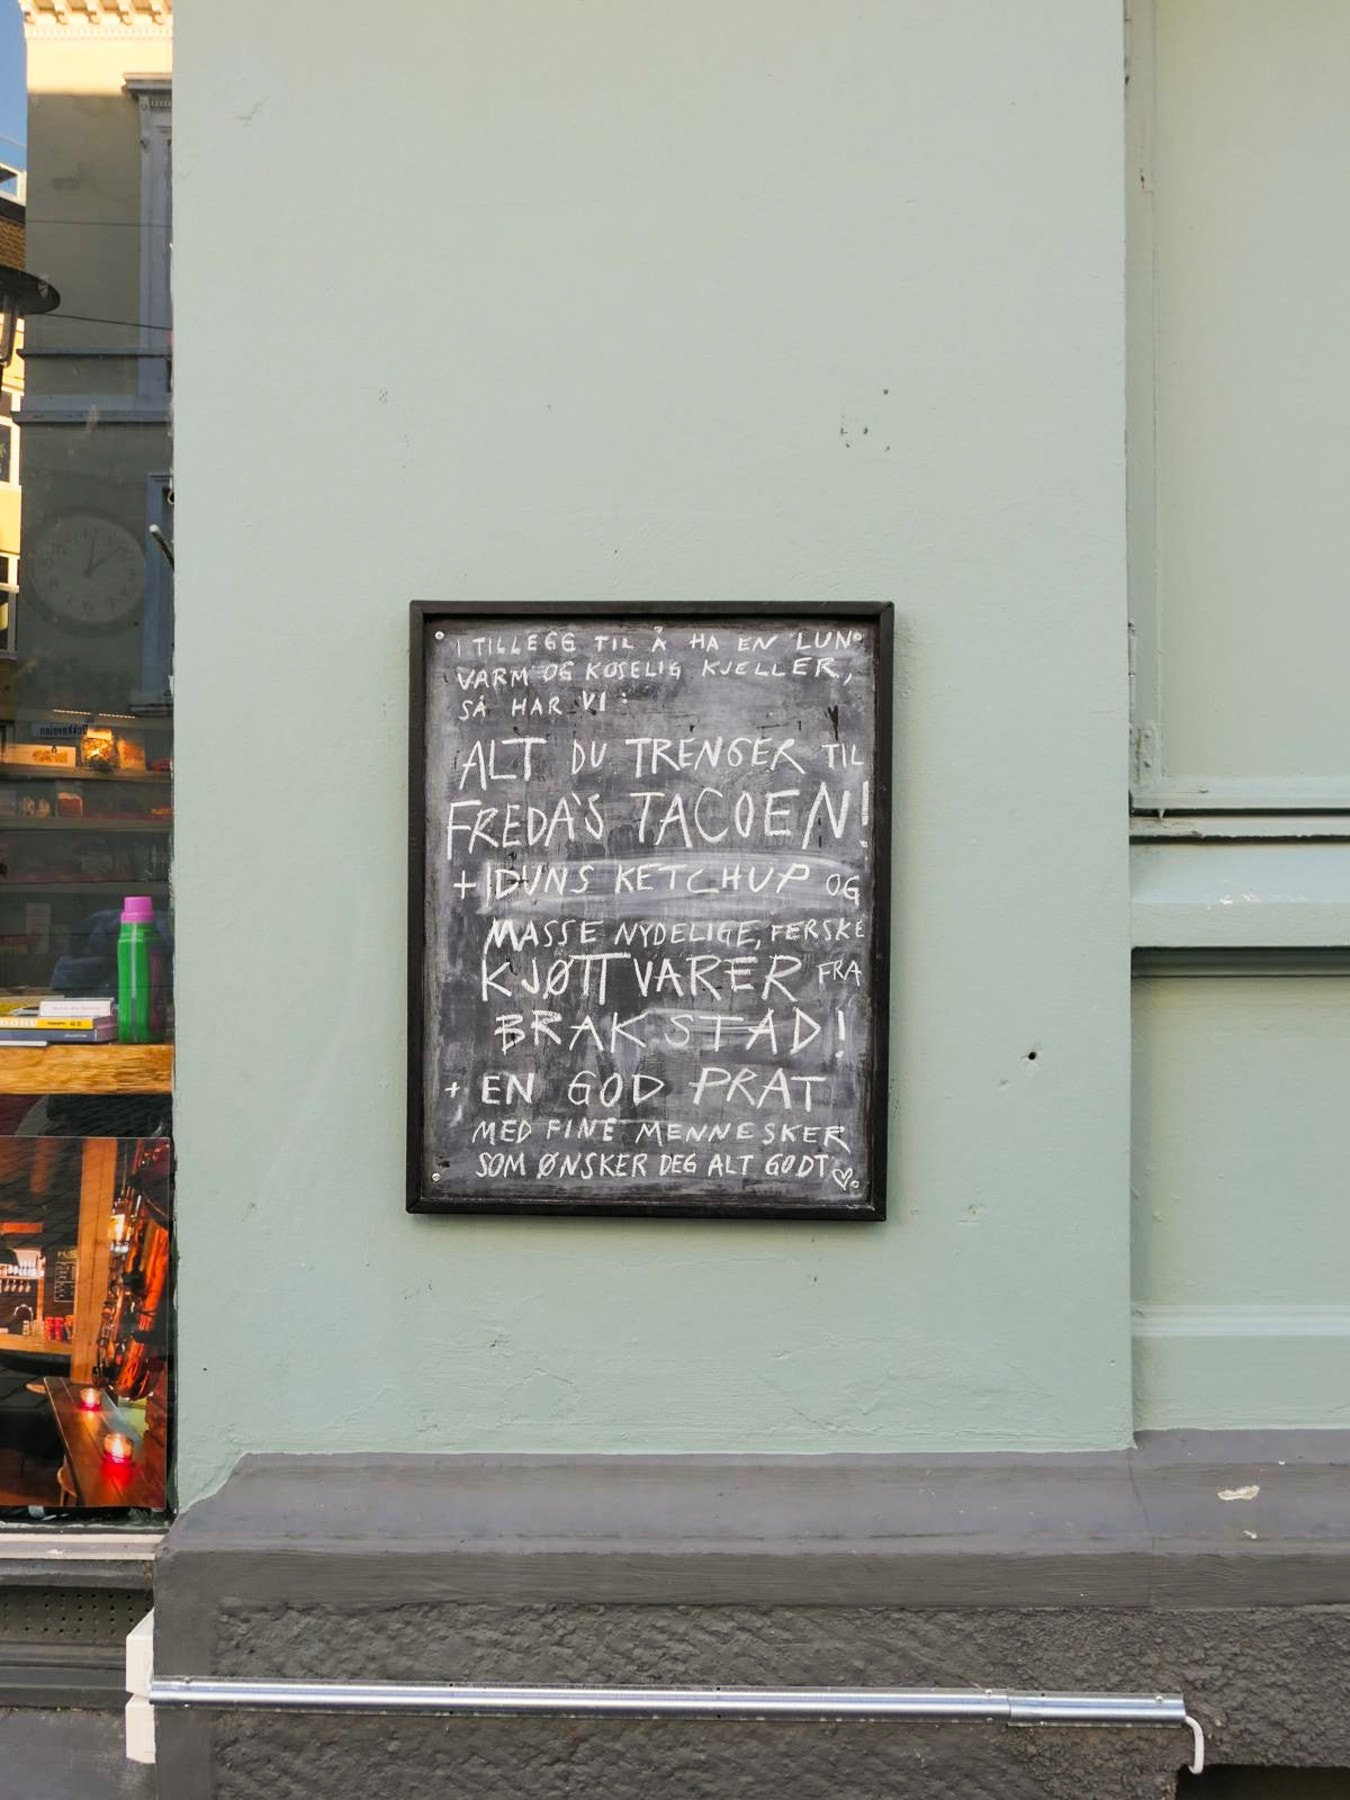 I TILLEGG TIL Å HA EN LUN
VARM OG KOSELIG KJELLER,
SÅ HAR VI:
ALT DU TRENGER TIL
FREDA'S TACOEN!
+ IDUNS KETCHUP OG
MASSE NYDELIGE, FERSKE
KJØTTVARER FRA
BRAKSTAD!
+ EN GOD PRAT
MED FINE MENNESKER
SOM ØNSKER DEG ALT GODT